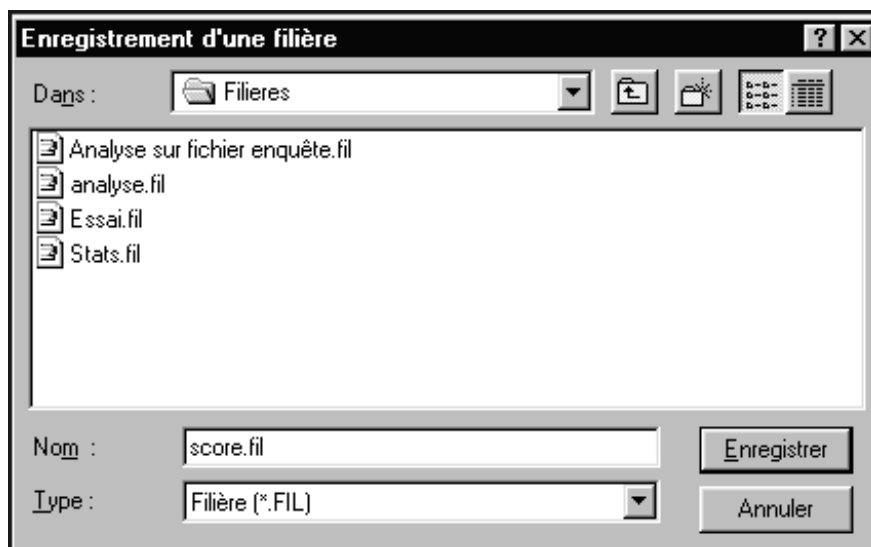 Enregistrement d'une filière
Dans :
Filieres
Analyse sur fichier enquête.fil
analyse.fil
Essai.fil
Stats.fil
Nom :
score.fil
Enregistrer
Type :
Filière (*.FIL)
Annuler